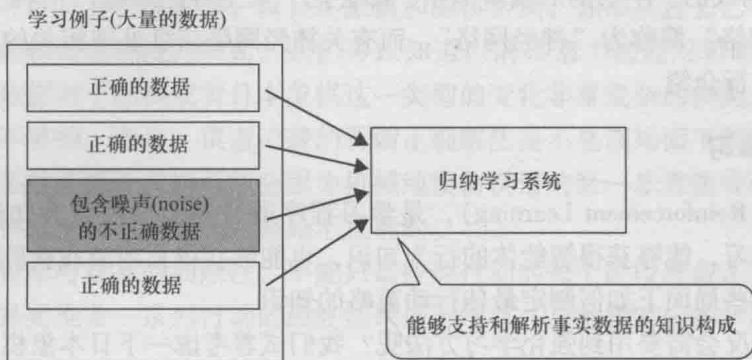 学习例子(大量的数据)
正确的数据
正确的数据
包含噪声(noise)
的不正确数据
正确的数据
归纳学习系统
能够支持和解析事实数据的知识构成